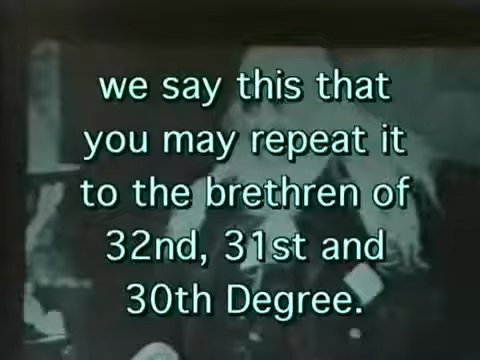 we say this that
you may repeat it
to the brethren of
32nd, 31st and
30th Degree.